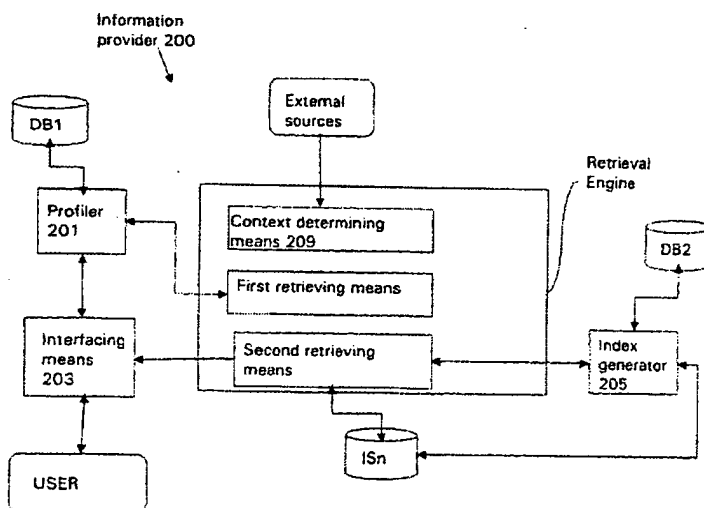 Information
provider 200
External
sources
DB1
Retrieval
Engine
Profiler
201
Context determining
means 209
DB2
First retrieving means
Interfacing
means 203
Second retrieving
means
Index
generator
205
ISn
USER